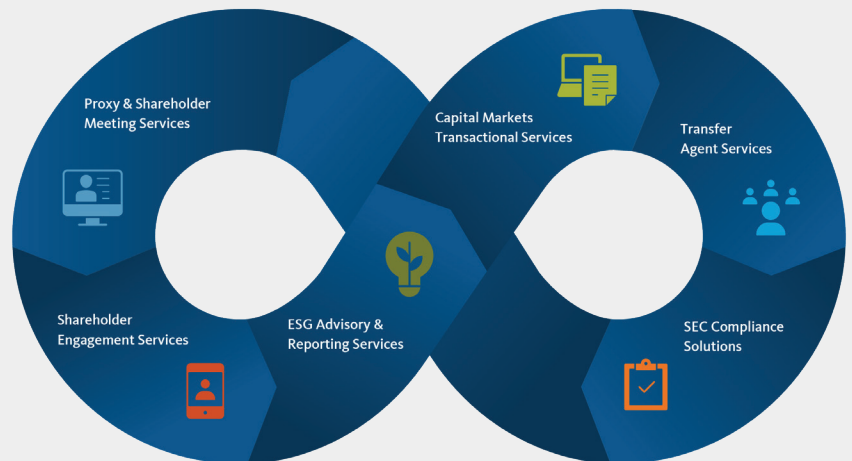 Proxy & Shareholder
Meeting Services
Capital Markets
Transactional Services
Transfer
Agent Services
Shareholder
Engagement Services
ESG Advisory &
Reporting Services
SEC Compliance
Solutions